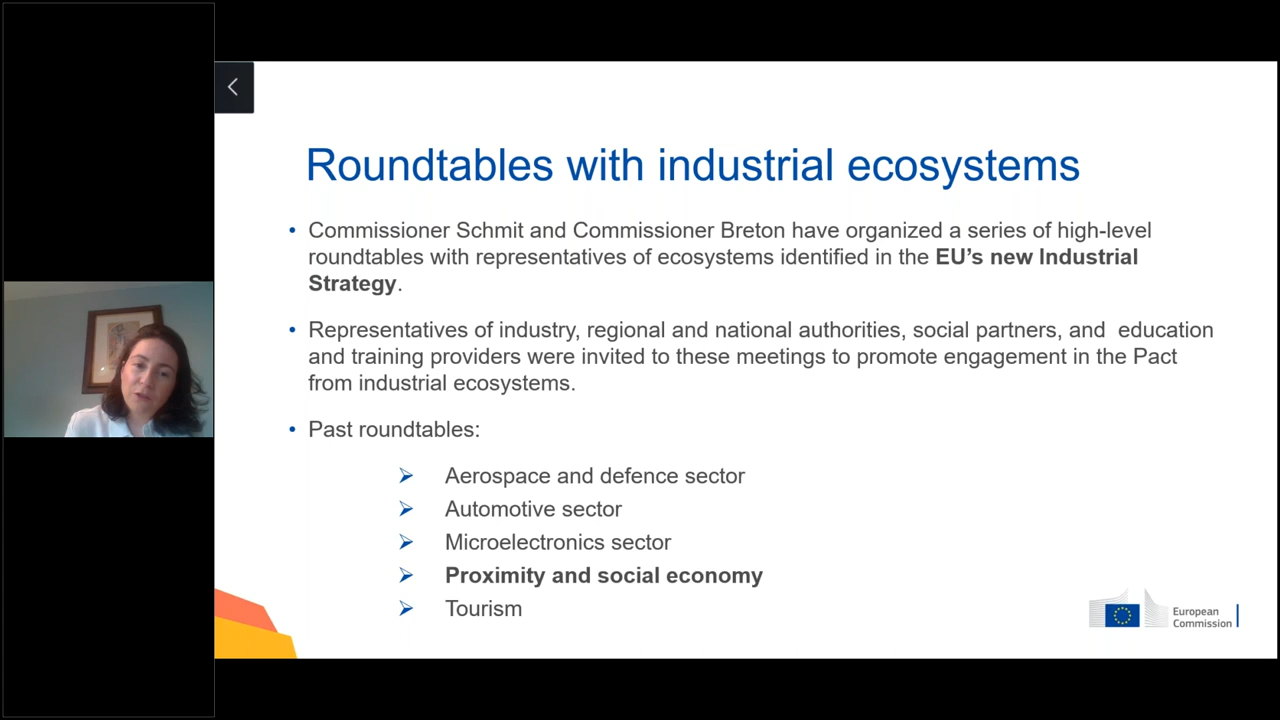 Roundtables with industrial ecosystems
• Commissioner Schmit and Commissioner Breton have organized a series of high-level
roundtables with representatives of ecosystems identified in the EU’s new Industrial
Strategy.
• Representatives of industry, regional and national authorities, social partners, and  education
and training providers were invited to these meetings to promote engagement in the Pact
from industrial ecosystems.
• Past roundtables:
➢ Aerospace and defence sector
➢ Automotive sector
➢ Microelectronics sector
➢ Proximity and social economy
➢ Tourism
European
Commission